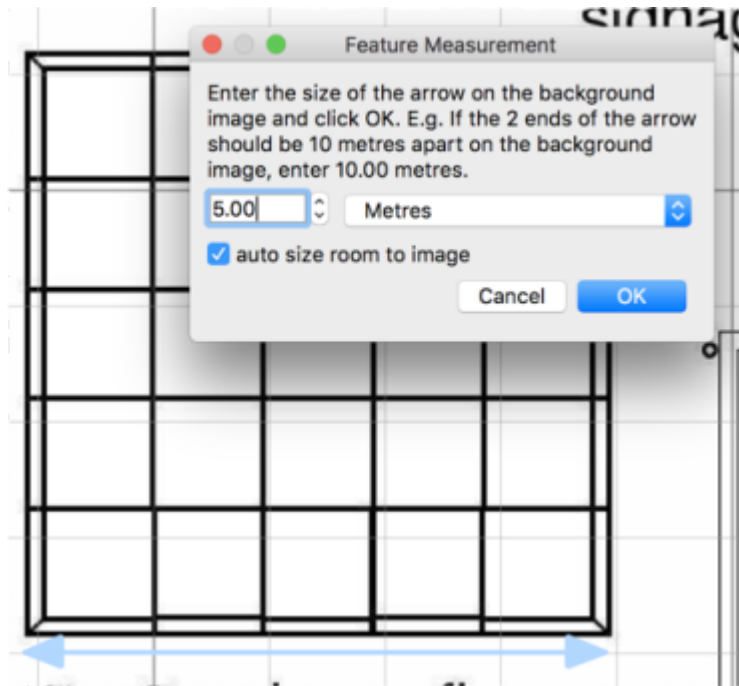 Feature Measurement
Enter the size of the arrow on the background
image and click OK. E.g. If the 2 ends of the arrow
should be 10 metres apart on the background
image, enter 10.00 metres.
5.00 Metres
auto size room to image
Cancel OK